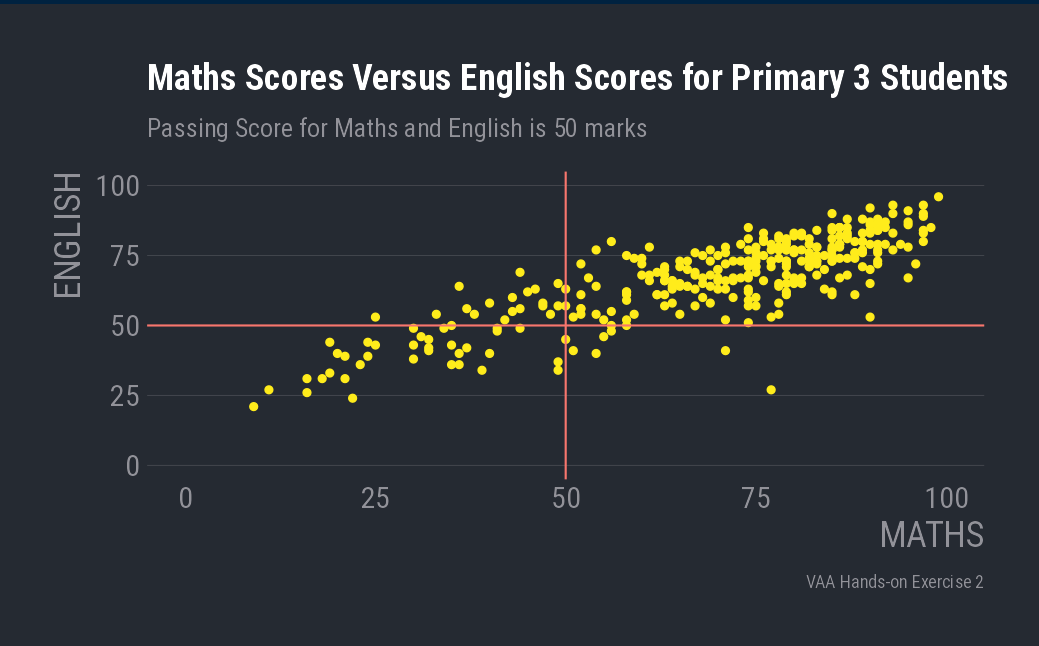 Maths Scores Versus English Scores for Primary 3 Students
Passing Score for Maths and English is 50 marks
ENGLISH
100
75
50
25
0
0 25 50 75 100
MATHS
VAA Hands-on Exercise 2